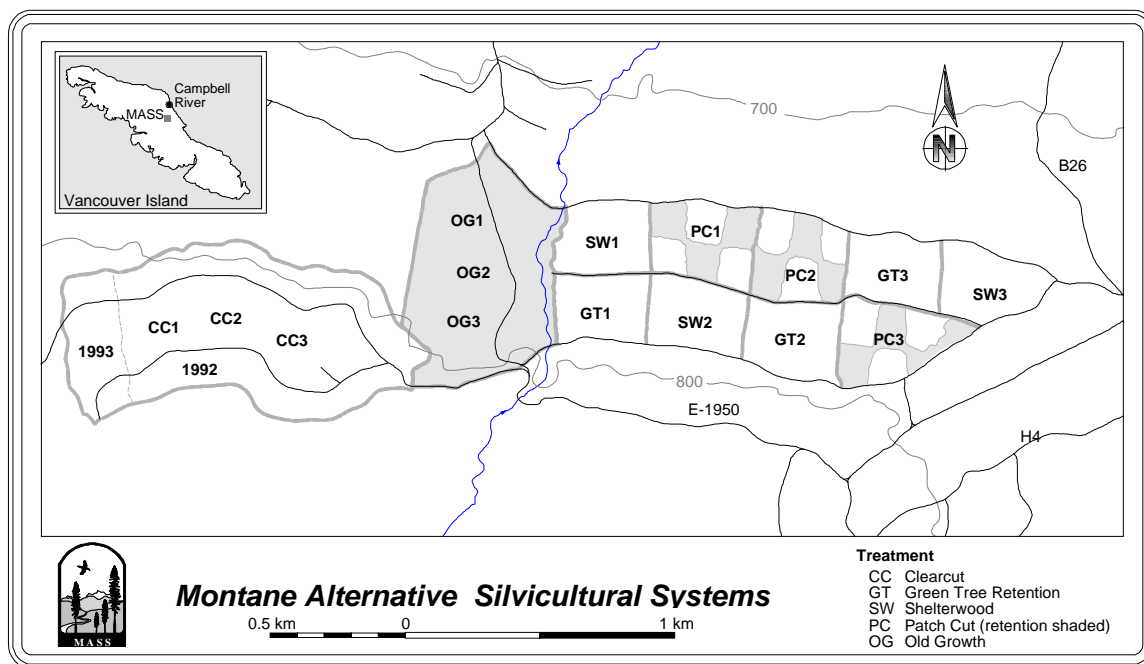 Campbell
River
MASS
Vancouver Island
700
B26
OG1
OG2
OG3
SW1
PC1
PC2
GT3
SW3
GT1
SW2
GT2
PC3
CC1
CC2
CC3
1993
1992
800
E-1950
H4
N
MASS
Montane Alternative Silvicultural Systems
0.5 km 0 1 km
Treatment
CC Clearcut
GT Green Tree Retention
SW Shelterwood
PC Patch Cut (retention shaded)
OG Old Growth